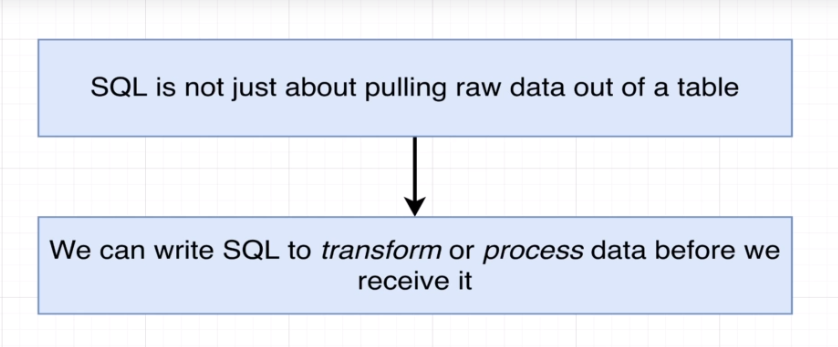 SQL is not just about pulling raw data out of a table
We can write SQL to transform or process data before we
receive it